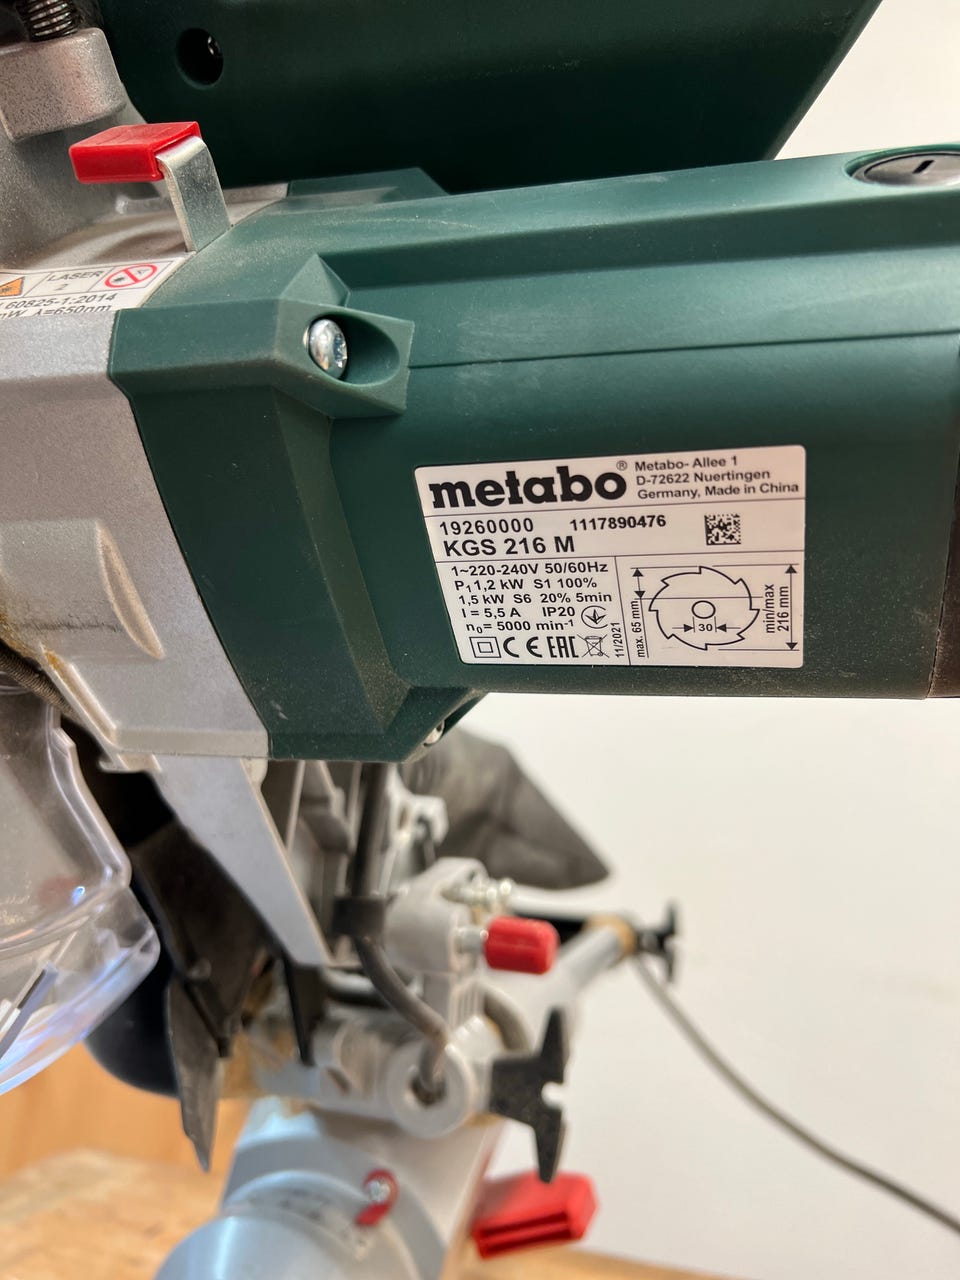 LASER
2
60825-1:2014
λ=650nm
metabo®
Metabo- Allee 1
D-72622 Nuertingen
Germany, Made in China
19260000 1117890476
KGS 216 M
1~220-240V 50/60Hz
P₁ 1,2 kW S1 100%
1,5 kW S6 20% 5min
I = 5,5 A IP20
n₀= 5000 min⁻¹
CE EAC
11/2021
max. 65 mm
30
min/max
216 mm